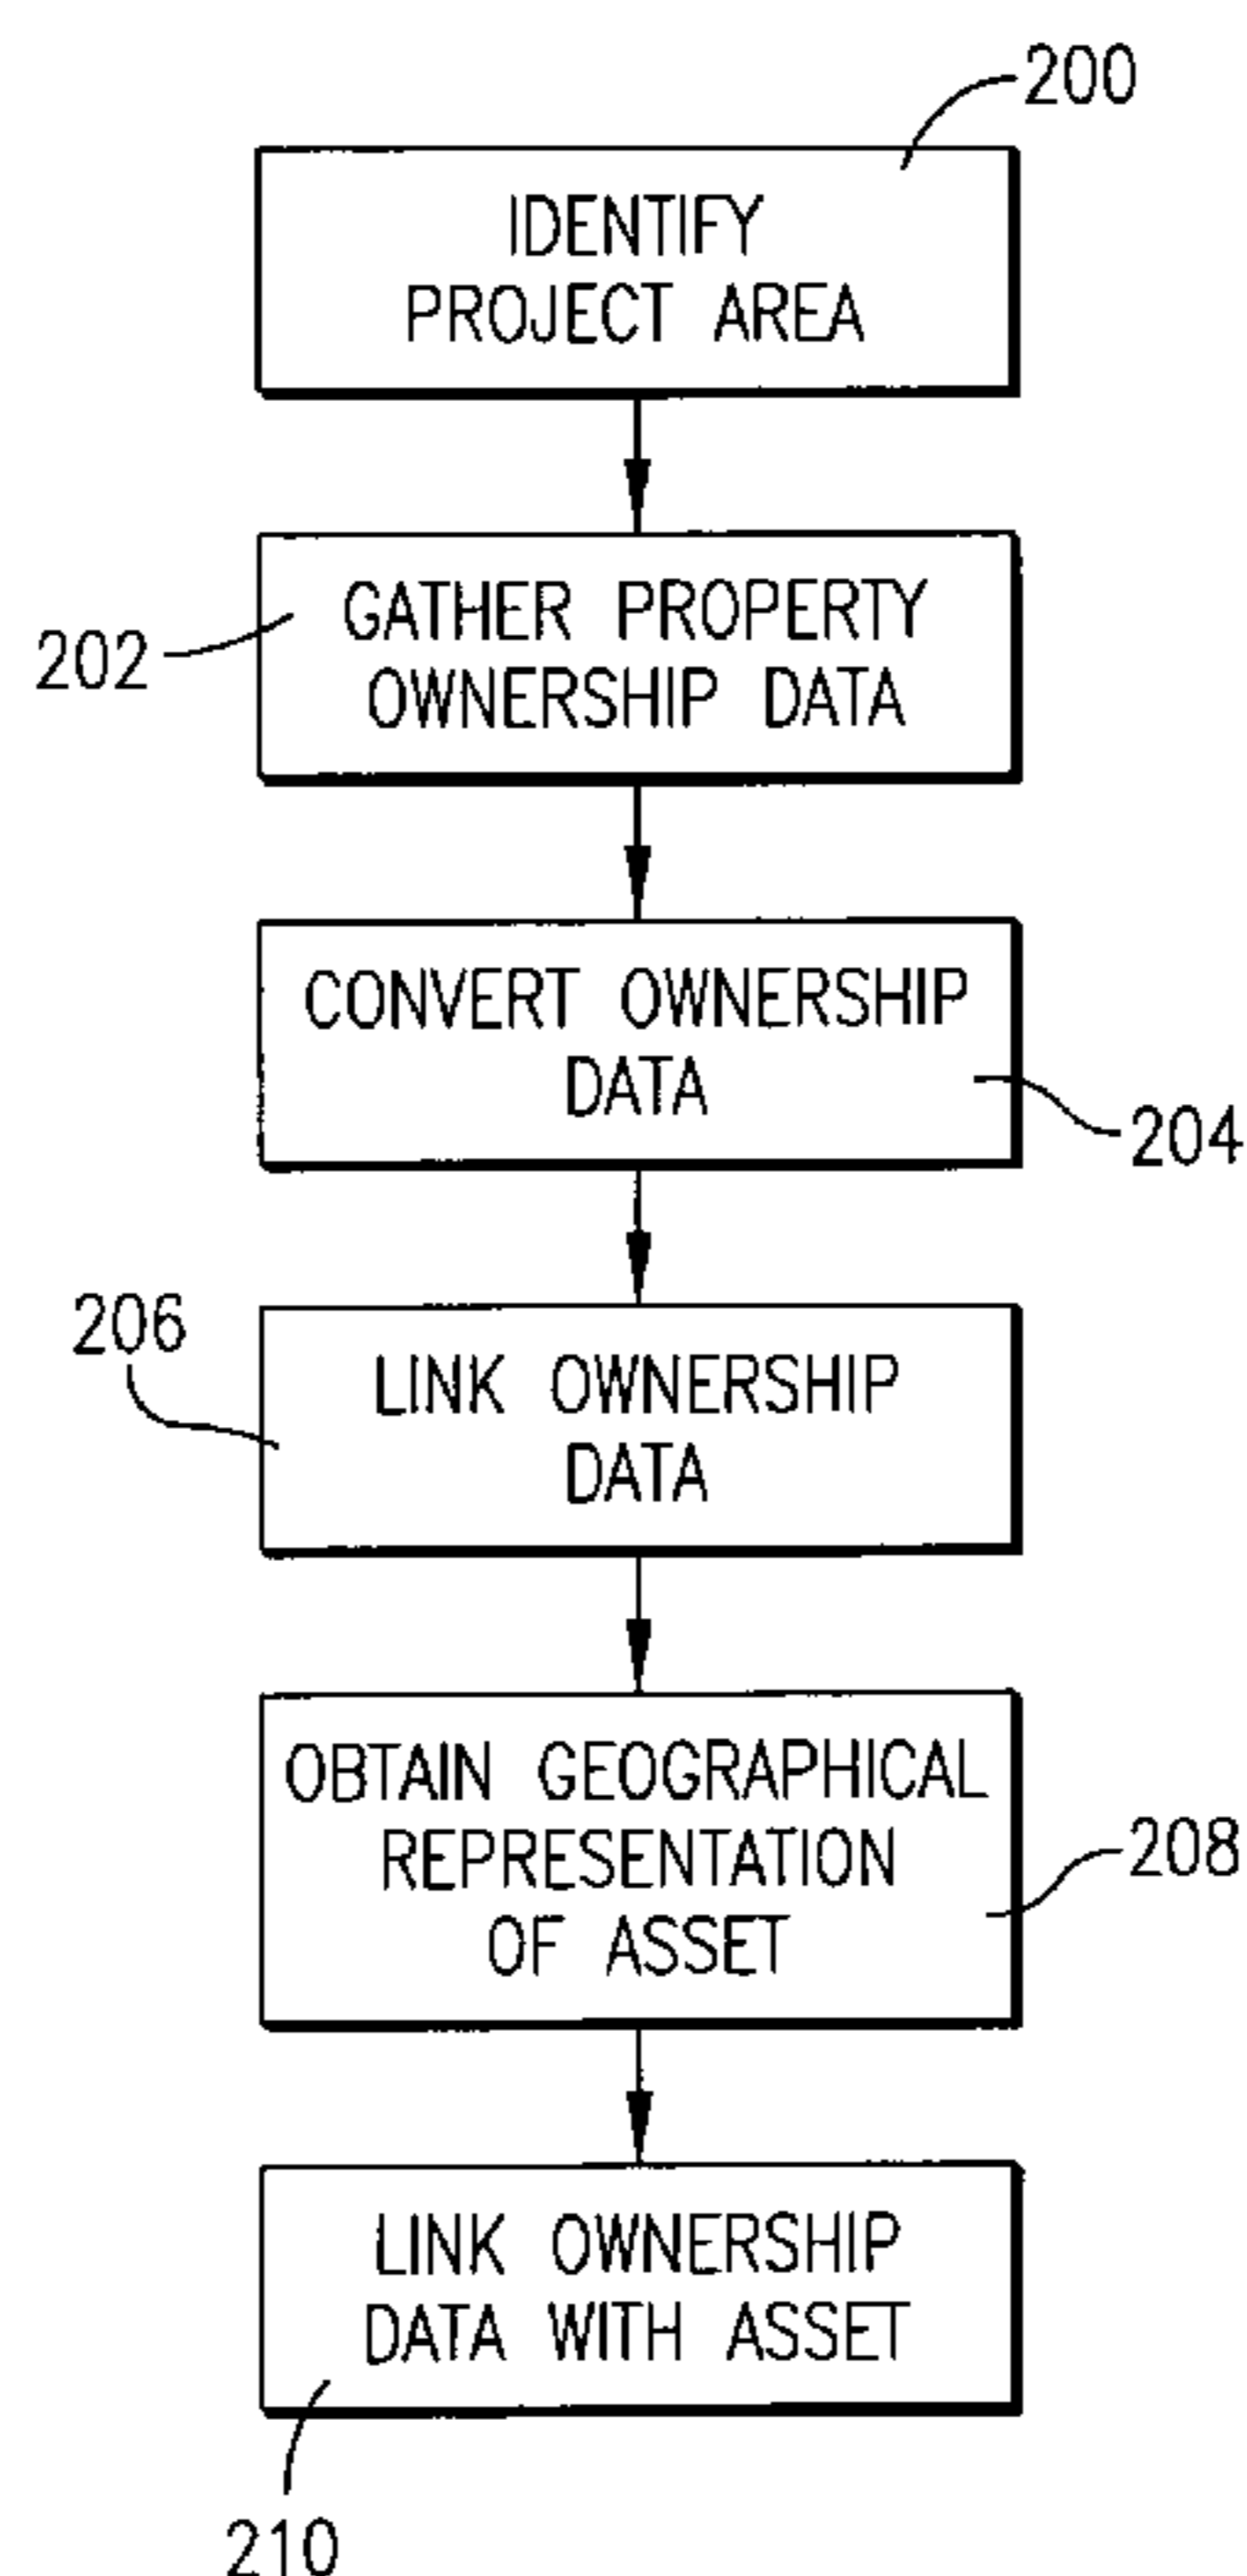 200
IDENTIFY
PROJECT AREA
GATHER PROPERTY
OWNERSHIP DATA
202
CONVERT OWNERSHIP
DATA
204
206
LINK OWNERSHIP
DATA
OBTAIN GEOGRAPHICAL
REPRESENTATION
OF ASSET
208
LINK OWNERSHIP
DATA WITH ASSET
210